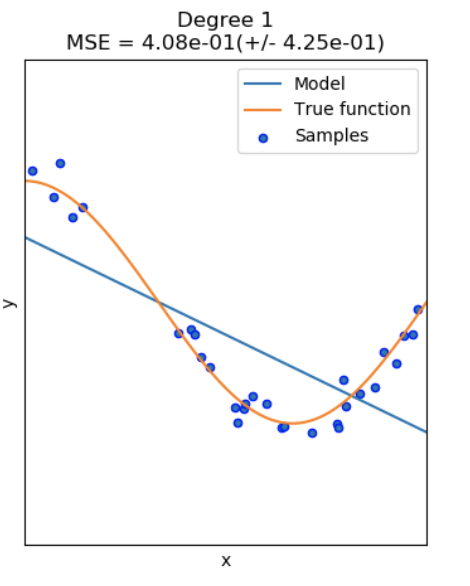 Degree 1
MSE = 4.08e-01(+/- 4.25e-01)
Model
True function
Samples
y
x